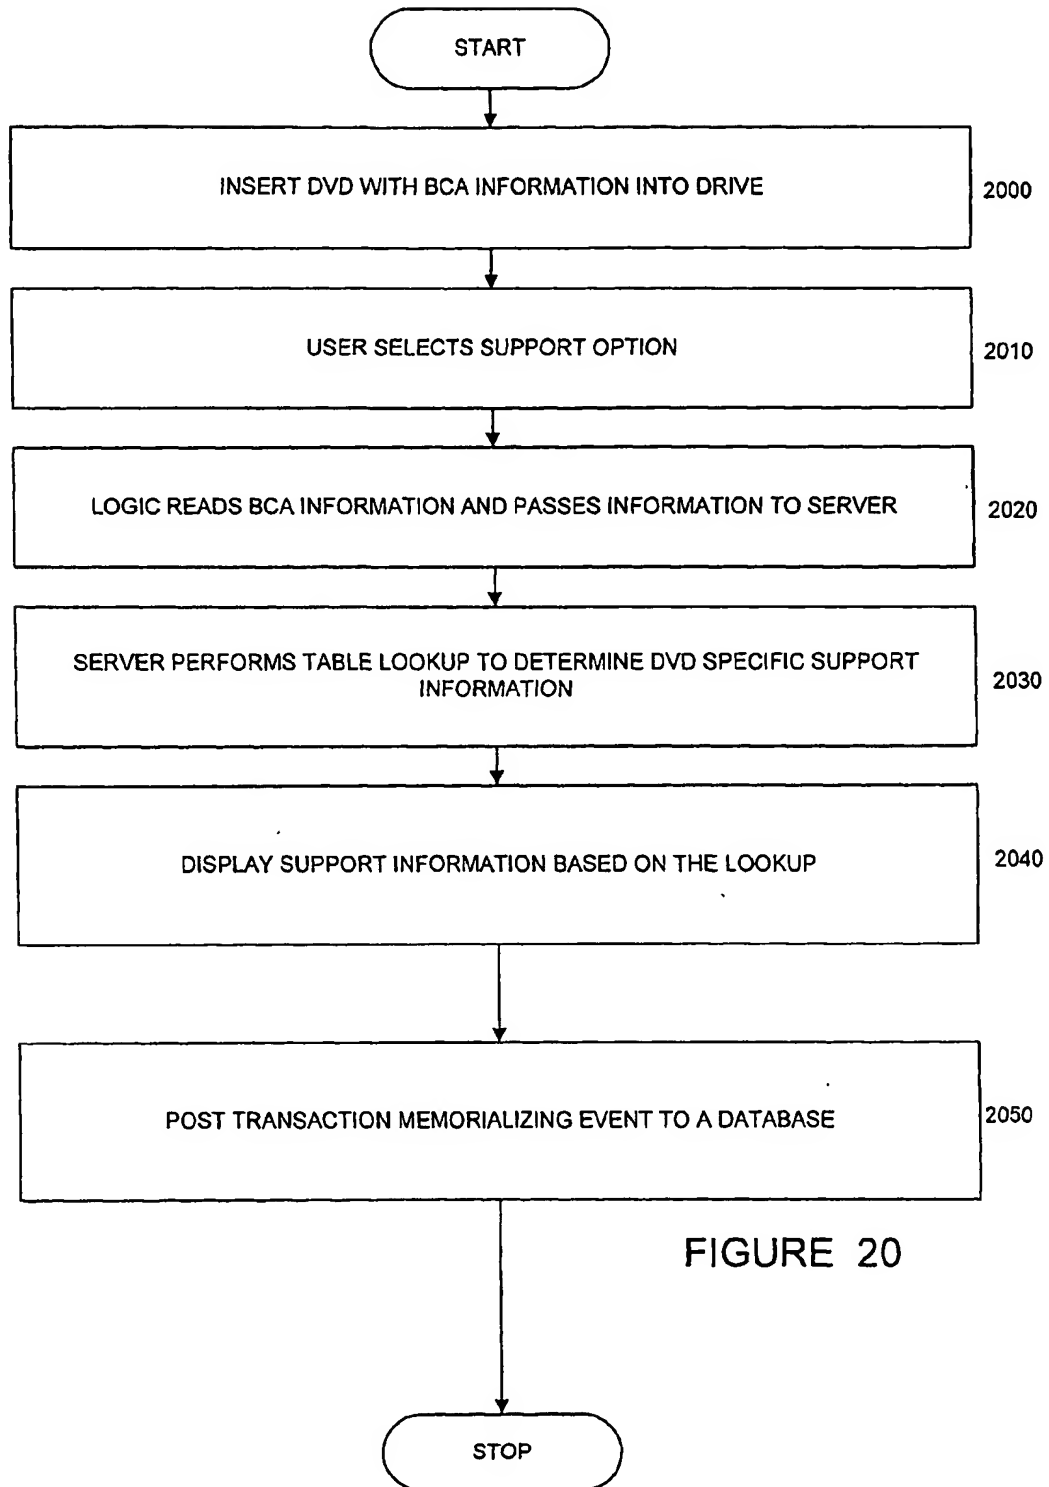 START
INSERT DVD WITH BCA INFORMATION INTO DRIVE
2000
USER SELECTS SUPPORT OPTION
2010
LOGIC READS BCA INFORMATION AND PASSES INFORMATION TO SERVER
2020
SERVER PERFORMS TABLE LOOKUP TO DETERMINE DVD SPECIFIC SUPPORT
INFORMATION
2030
DISPLAY SUPPORT INFORMATION BASED ON THE LOOKUP
2040
POST TRANSACTION MEMORIALIZING EVENT TO A DATABASE
2050
FIGURE 20
STOP